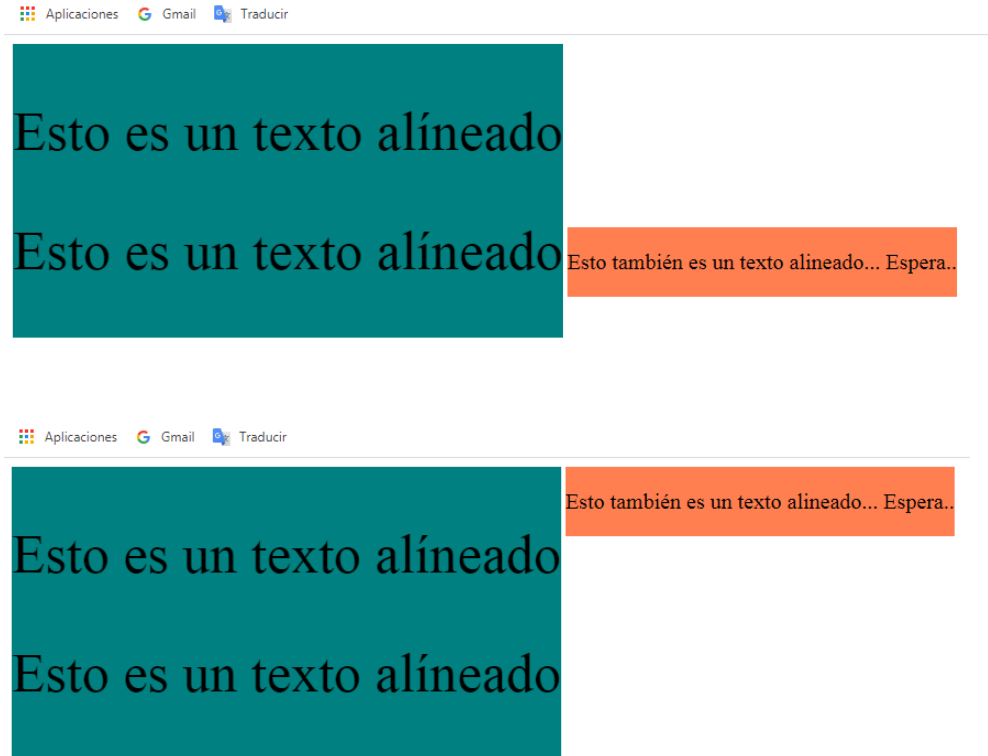 Aplicaciones Gmail Traducir
Esto es un texto alíneado
Esto es un texto alíneado Esto también es un texto alineado... Espera..
Aplicaciones Gmail Traducir
Esto también es un texto alineado... Espera..
Esto es un texto alíneado
Esto es un texto alíneado